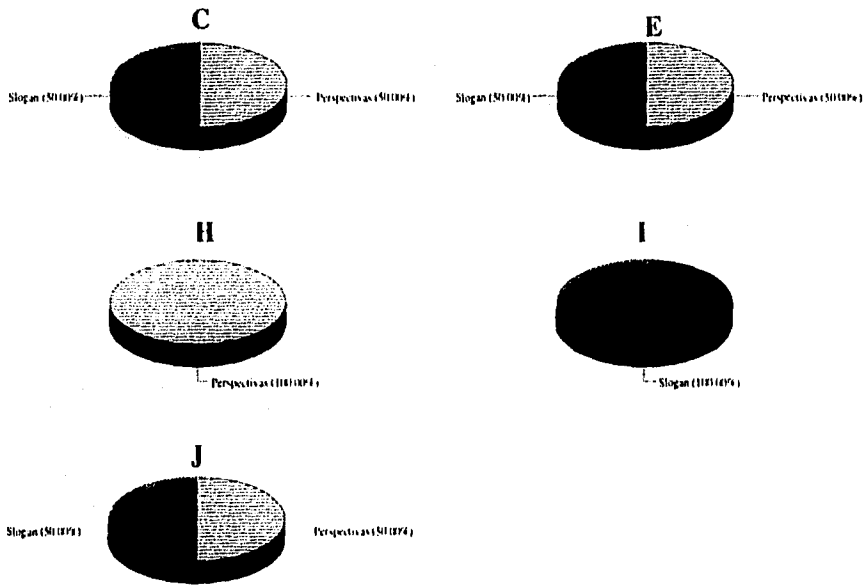 C
E
Slogan (50.00%)
Perspectivas (50.00%)
Slogan (50.00%)
Perspectivas (50.00%)
H
I
Perspectivas (100.00%)
Slogan (100.00%)
J
Slogan (50.00%)
Perspectivas (50.00%)